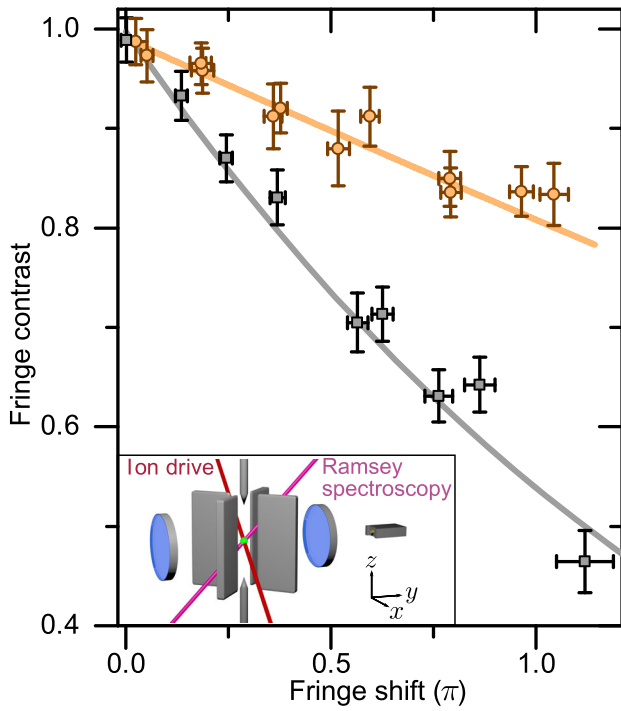 1.0
0.8
0.6
0.4
Fringe contrast
Ion drive
Ramsey
spectroscopy
z
y
x
0.0
0.5
1.0
Fringe shift (π)